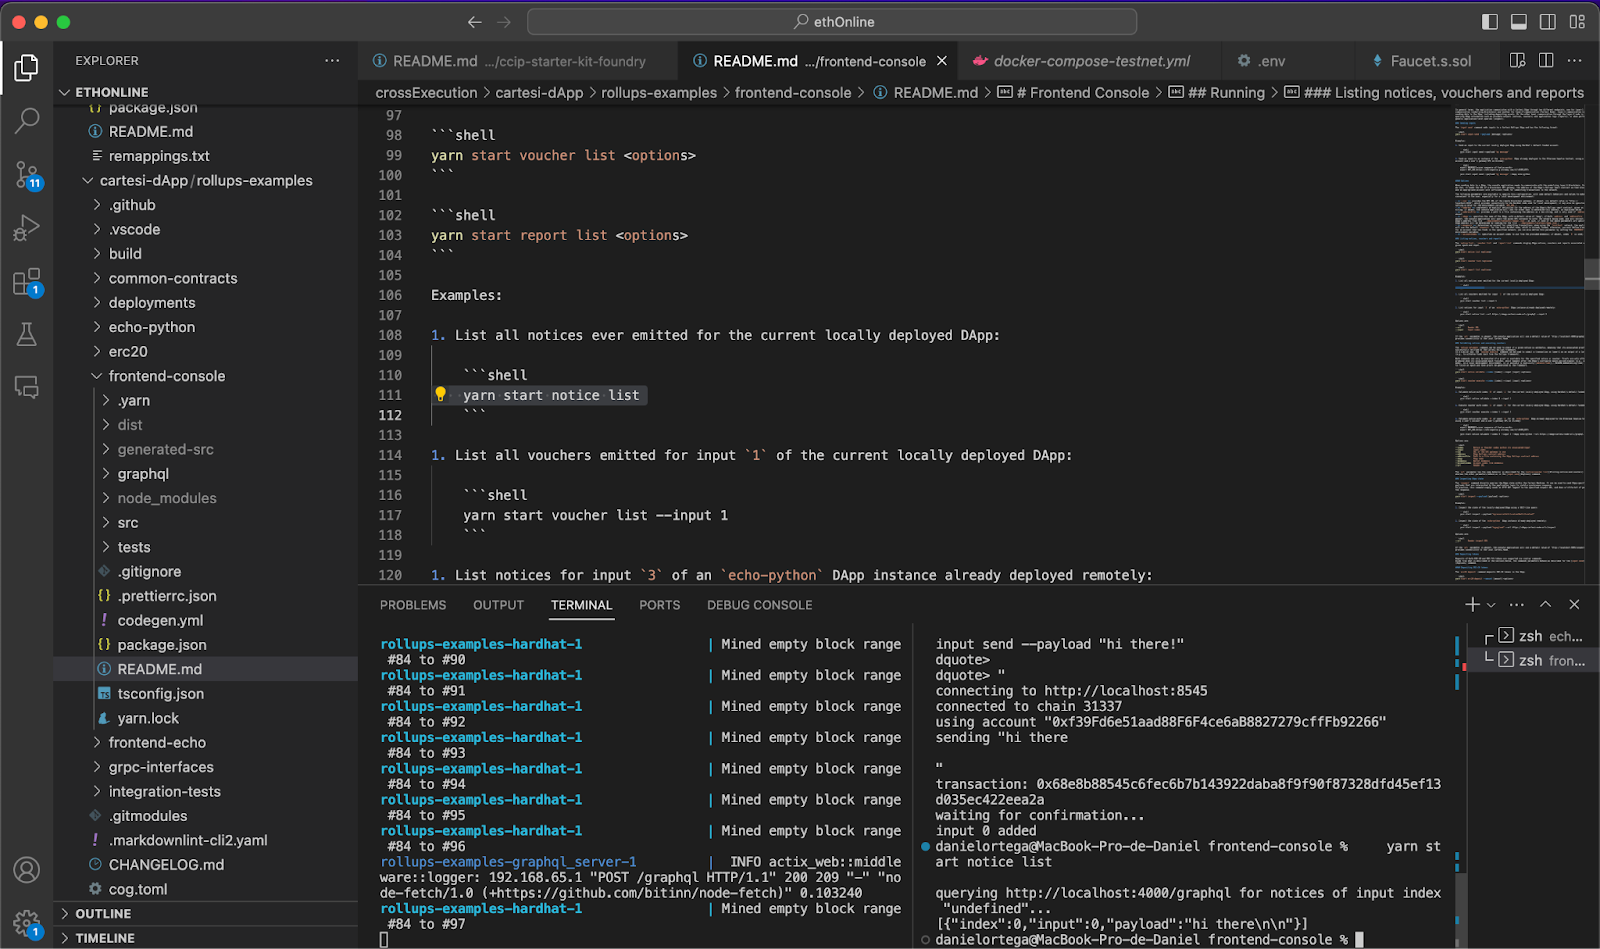 ethOnline
EXPLORER
ETHONLINE
package.json
README.md
remappings.txt
cartesi-dApp/rollups-examples
.github
.vscode
build
common-contracts
deployments
echo-python
erc20
frontend-console
.yarn
dist
generated-src
graphql
node_modules
src
tests
.gitignore
.prettierrc.json
codegen.yml
package.json
README.md
tsconfig.json
yarn.lock
frontend-echo
grpc-interfaces
integration-tests
.gitmodules
.markdownlint-cli2.yaml
CHANGELOG.md
cog.toml
OUTLINE
TIMELINE
11
1
1
README.md .../ccip-starter-kit-foundry
README.md .../frontend-console
docker-compose-testnet.yml
.env
Faucet.s.sol
crossExecution > cartesi-dApp > rollups-examples > frontend-console > README.md > # Frontend Console > ## Running > ### Listing notices, vouchers and reports
97
98 ```shell
99 yarn start voucher list <options>
100 ```
101
102 ```shell
103 yarn start report list <options>
104 ```
105
106 Examples:
107
108 1. List all notices ever emitted for the current locally deployed DApp:
109
110 ```shell
111 yarn start notice list
112 ```
113
114 1. List all vouchers emitted for input `1` of the current locally deployed DApp:
115
116 ```shell
117 yarn start voucher list --input 1
118 ```
119
120 1. List notices for input `3` of an `echo-python` DApp instance already deployed remotely:
PROBLEMS OUTPUT TERMINAL PORTS DEBUG CONSOLE
rollups-examples-hardhat-1 | Mined empty block range
#84 to #90
rollups-examples-hardhat-1 | Mined empty block range
#84 to #91
rollups-examples-hardhat-1 | Mined empty block range
#84 to #92
rollups-examples-hardhat-1 | Mined empty block range
#84 to #93
rollups-examples-hardhat-1 | Mined empty block range
#84 to #94
rollups-examples-hardhat-1 | Mined empty block range
#84 to #95
rollups-examples-hardhat-1 | Mined empty block range
#84 to #96
rollups-examples-graphql_server-1 | INFO actix_web::middle
ware::logger: 192.168.65.1 "POST /graphql HTTP/1.1" 200 209 "-" "no
de-fetch/1.0 (+https://github.com/bitinn/node-fetch)" 0.103240
rollups-examples-hardhat-1 | Mined empty block range
#84 to #97
input send --payload "hi there!"
dquote>
dquote> "
connecting to http://localhost:8545
connected to chain 31337
using account "0xf39Fd6e51aad88F6F4ce6aB8827279cffFb92266"
sending "hi there

"
transaction: 0x68e8b88545c6fec6b7b143922daba8f9f90f87328dfd45ef13
d035ec422eea2a
waiting for confirmation...
input 0 added
danielortega@MacBook-Pro-de-Daniel frontend-console % yarn st
art notice list

querying http://localhost:4000/graphql for notices of input index
"undefined"...
[{"index":0,"input":0,"payload":"hi there\n\n"}]
danielortega@MacBook-Pro-de-Daniel frontend-console %
zsh ech...
zsh fron...